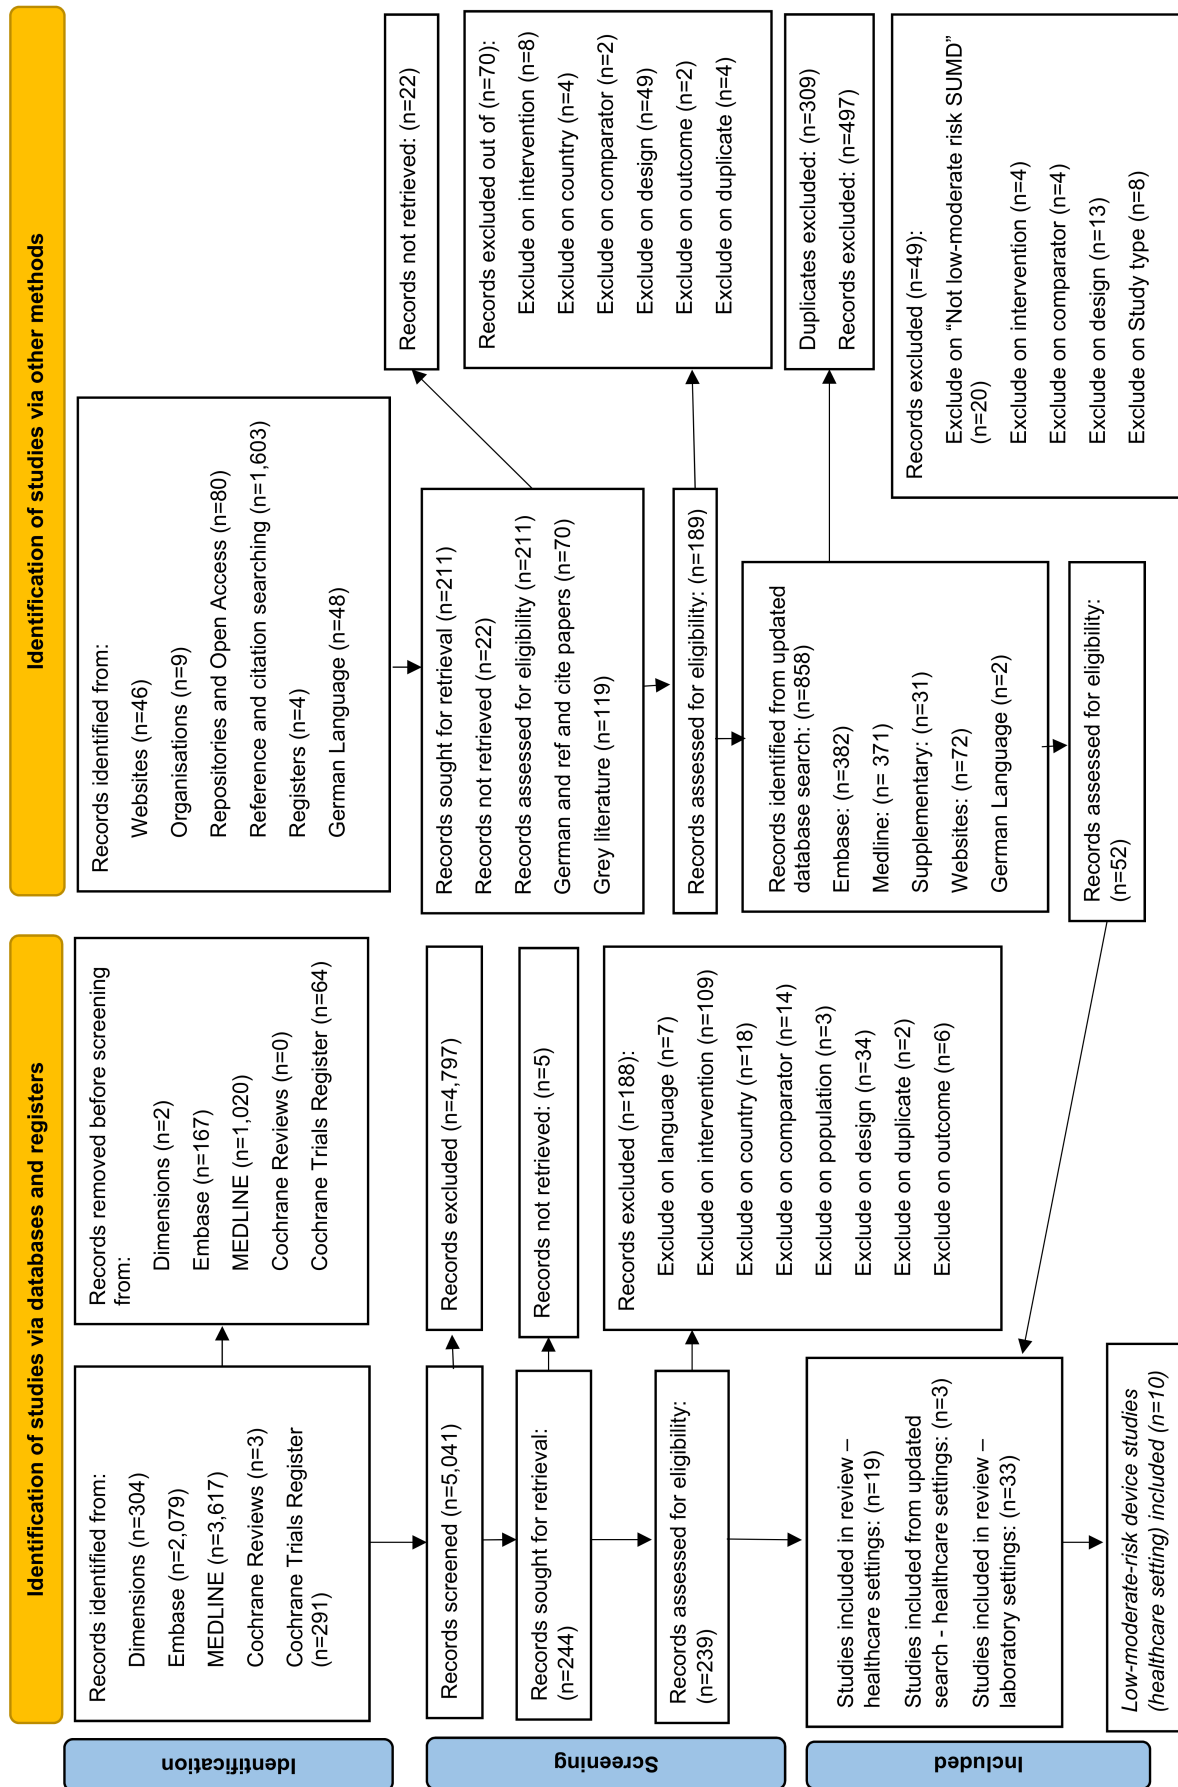 Identification of studies via databases and registers
Identification of studies via other methods
Identification
Records identified from:
Dimensions (n=304)
Embase (n=2,079)
MEDLINE (n=3,617)
Cochrane Reviews (n=3)
Cochrane Trials Register
(n=291)
Records removed before screening
from:
Dimensions (n=2)
Embase (n=167)
MEDLINE (n=1,020)
Cochrane Reviews (n=0)
Cochrane Trials Register (n=64)
Records identified from:
Websites (n=46)
Organisations (n=9)
Repositories and Open Access (n=80)
Reference and citation searching (n=1,603)
Registers (n=4)
German Language (n=48)
Screening
Records screened (n=5,041)
Records excluded (n=4,797)
Records sought for retrieval:
(n=244)
Records not retrieved: (n=5)
Records assessed for eligibility:
(n=239)
Records excluded (n=188):
Exclude on language (n=7)
Exclude on intervention (n=109)
Exclude on country (n=18)
Exclude on comparator (n=14)
Exclude on population (n=3)
Exclude on design (n=34)
Exclude on duplicate (n=2)
Exclude on outcome (n=6)
Records sought for retrieval (n=211)
Records not retrieved (n=22)
Records assessed for eligibility (n=211)
German and ref and cite papers (n=70)
Grey literature (n=119)
Records not retrieved: (n=22)
Records assessed for eligibility: (n=189)
Records excluded out of (n=70):
Exclude on intervention (n=8)
Exclude on country (n=4)
Exclude on comparator (n=2)
Exclude on design (n=49)
Exclude on outcome (n=2)
Exclude on duplicate (n=4)
Records identified from updated
database search: (n=858)
Embase: (n=382)
Medline: (n= 371)
Supplementary: (n=31)
Websites: (n=72)
German Language (n=2)
Duplicates excluded: (n=309)
Records excluded: (n=497)
Records assessed for eligibility:
(n=52)
Records excluded (n=49):
Exclude on “Not low-moderate risk SUMD”
(n=20)
Exclude on intervention (n=4)
Exclude on comparator (n=4)
Exclude on design (n=13)
Exclude on Study type (n=8)
Included
Studies included in review –
healthcare settings: (n=19)
Studies included from updated
search - healthcare settings: (n=3)
Studies included in review –
laboratory settings: (n=33)
Low-moderate-risk device studies
(healthcare setting) included (n=10)